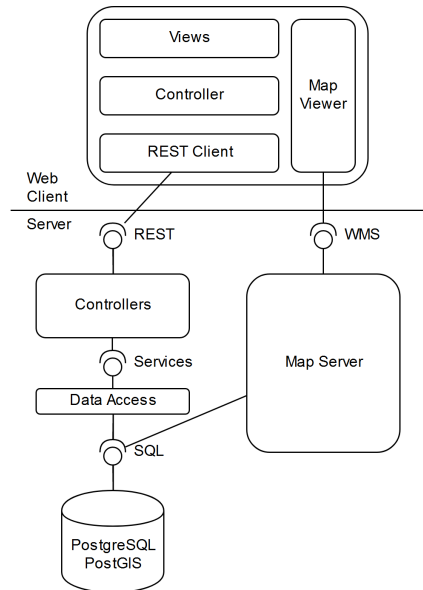 Views
Controller
REST Client
Map
Viewer
Web
Client
Server
REST
WMS
Controllers
Map Server
Services
Data Access
SQL
PostgreSQL
PostGIS